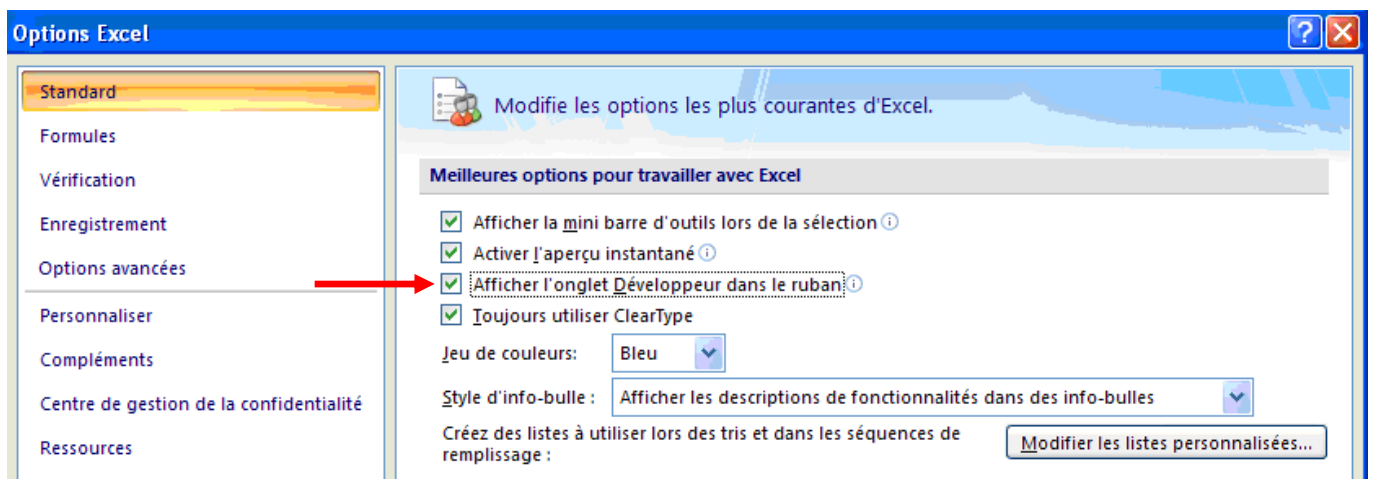 Options Excel
Standard
Formules
Vérification
Enregistrement
Options avancées
Personnaliser
Compléments
Centre de gestion de la confidentialité
Ressources
Modifie les options les plus courantes d'Excel.
Meilleures options pour travailler avec Excel
Afficher la mini barre d'outils lors de la sélection
Activer l'aperçu instantané
Afficher l'onglet Développeur dans le ruban
Toujours utiliser ClearType
Jeu de couleurs: Bleu
Style d'info-bulle : Afficher les descriptions de fonctionnalités dans des info-bulles
Créez des listes à utiliser lors des tris et dans les séquences de
remplissage : Modifier les listes personnalisées...